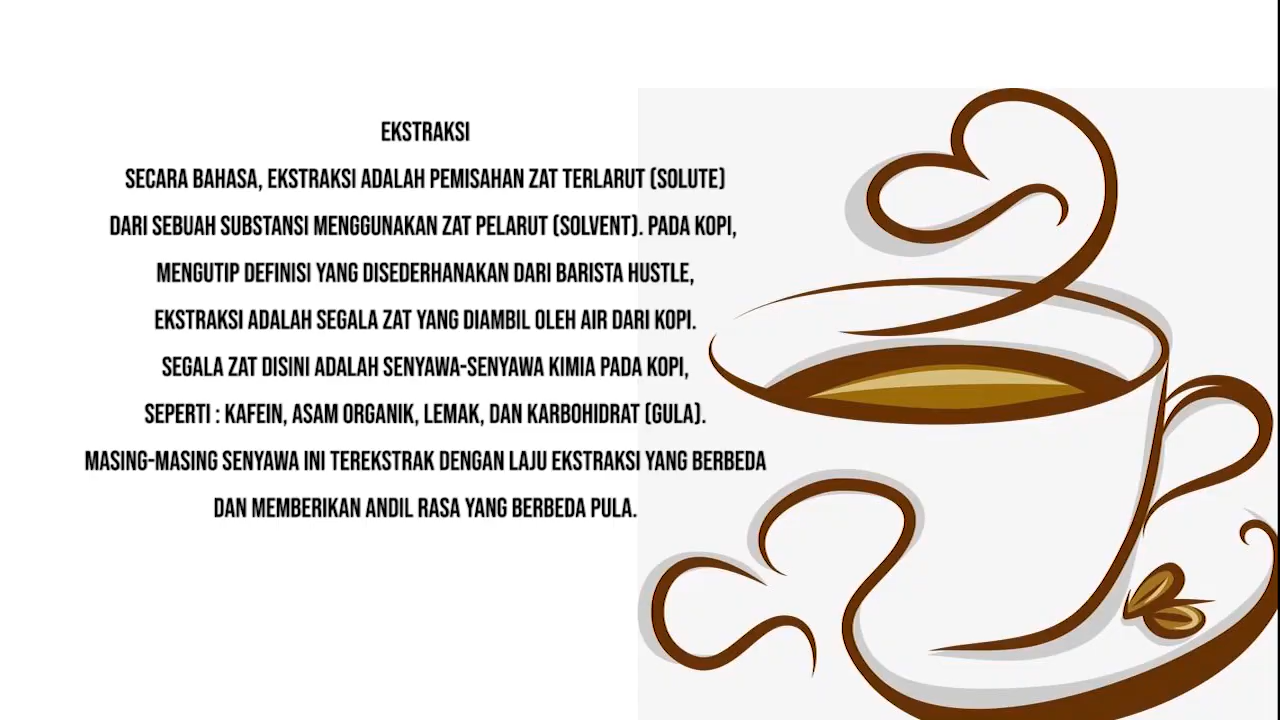 EKSTRAKSI
SECARA BAHASA, EKSTRAKSI ADALAH PEMISAHAN ZAT TERLARUT (SOLUTE)
DARI SEBUAH SUBSTANSI MENGGUNAKAN ZAT PELARUT (SOLVENT). PADA KOPI,
MENGUTIP DEFINISI YANG DISEDERHANAKAN DARI BARISTA HUSTLE,
EKSTRAKSI ADALAH SEGALA ZAT YANG DIAMBIL OLEH AIR DARI KOPI.
SEGALA ZAT DISINI ADALAH SENYAWA-SENYAWA KIMIA PADA KOPI,
SEPERTI : KAFEIN, ASAM ORGANIK, LEMAK, DAN KARBOHIDRAT (GULA).
MASING-MASING SENYAWA INI TEREKSTRAK DENGAN LAJU EKSTRAKSI YANG BERBEDA
DAN MEMBERIKAN ANDIL RASA YANG BERBEDA PULA.